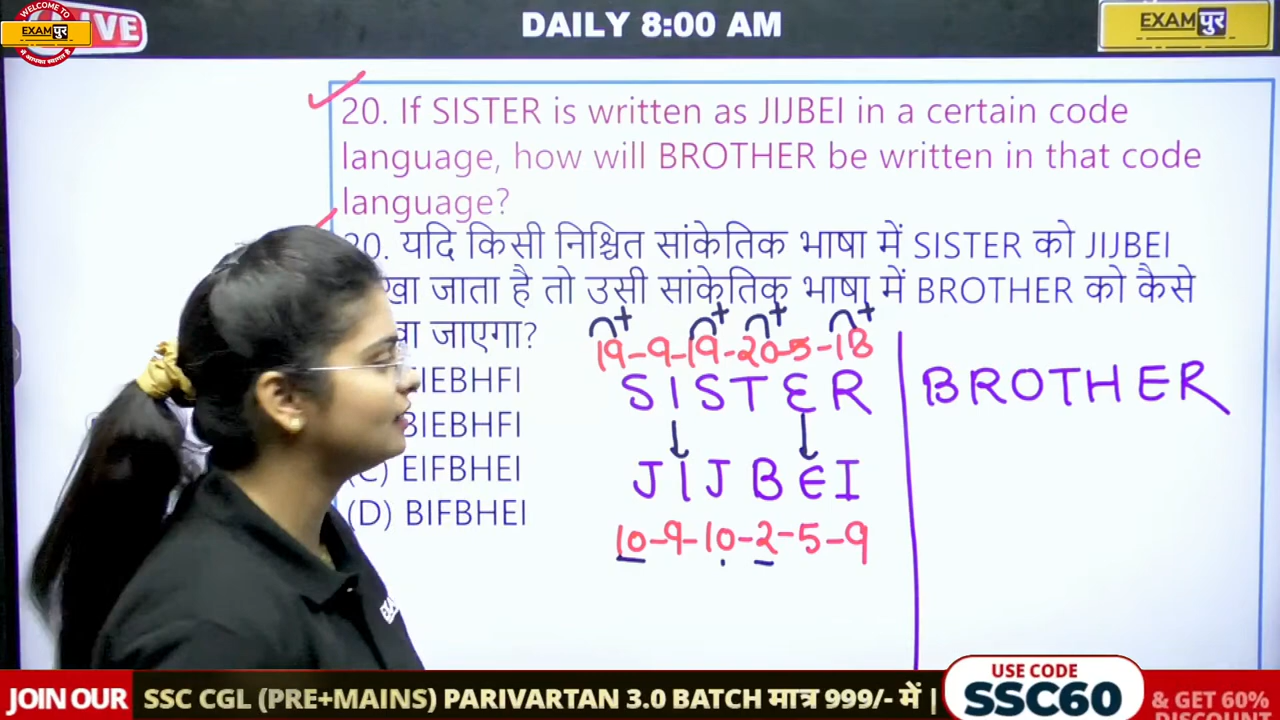 WELCOME TO
LIVE
EXAMपुर
में आपका स्वागत है
DAILY 8:00 AM
EXAMपुर
20. If SISTER is written as JIJBEI in a certain code
language, how will BROTHER be written in that code
language?
20. यदि किसी निश्चित सांकेतिक भाषा में SISTER को JIJBEI
खा जाता है तो उसी सांकेतिक भाषा में BROTHER को कैसे
वा जाएगा?
IEBHFI
BIEBHFI
(C) EIFBHEI
(D) BIFBHEI
+ + + +
19-9-19-20-5-18
SISTER
BROTHER
JIJBEI
10-9-10-2-5-9
JOIN OUR
SSC CGL (PRE+MAINS) PARIVARTAN 3.0 BATCH मात्र 999/- में |
USE CODE
SSC60
& GET 60%
DISCOUNT